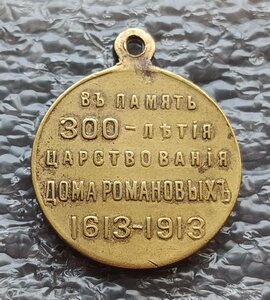 ВЪ ПАМЯТЬ
300-ЛѢТІЯ
ЦАРСТВОВАНІЯ
ДОМА РОМАНОВЫХЪ
1613-1913